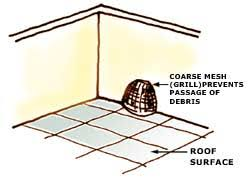 COARSE MESH
(GRILL)PREVENTS
PASSAGE OF
DEBRIS
ROOF
SURFACE